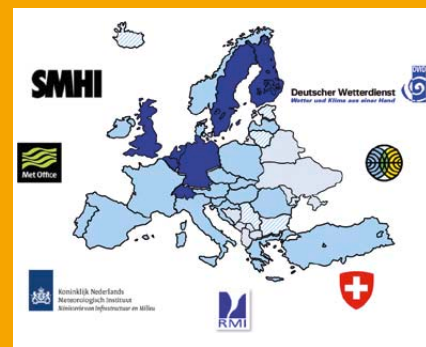 SMHI
Deutscher Wetterdienst
Wetter und Klima aus einer Hand
DWD
Met Office
Koninklijk Nederlands
Meteorologisch Instituut
Ministerie van Infrastructuur en Milieu
RMI